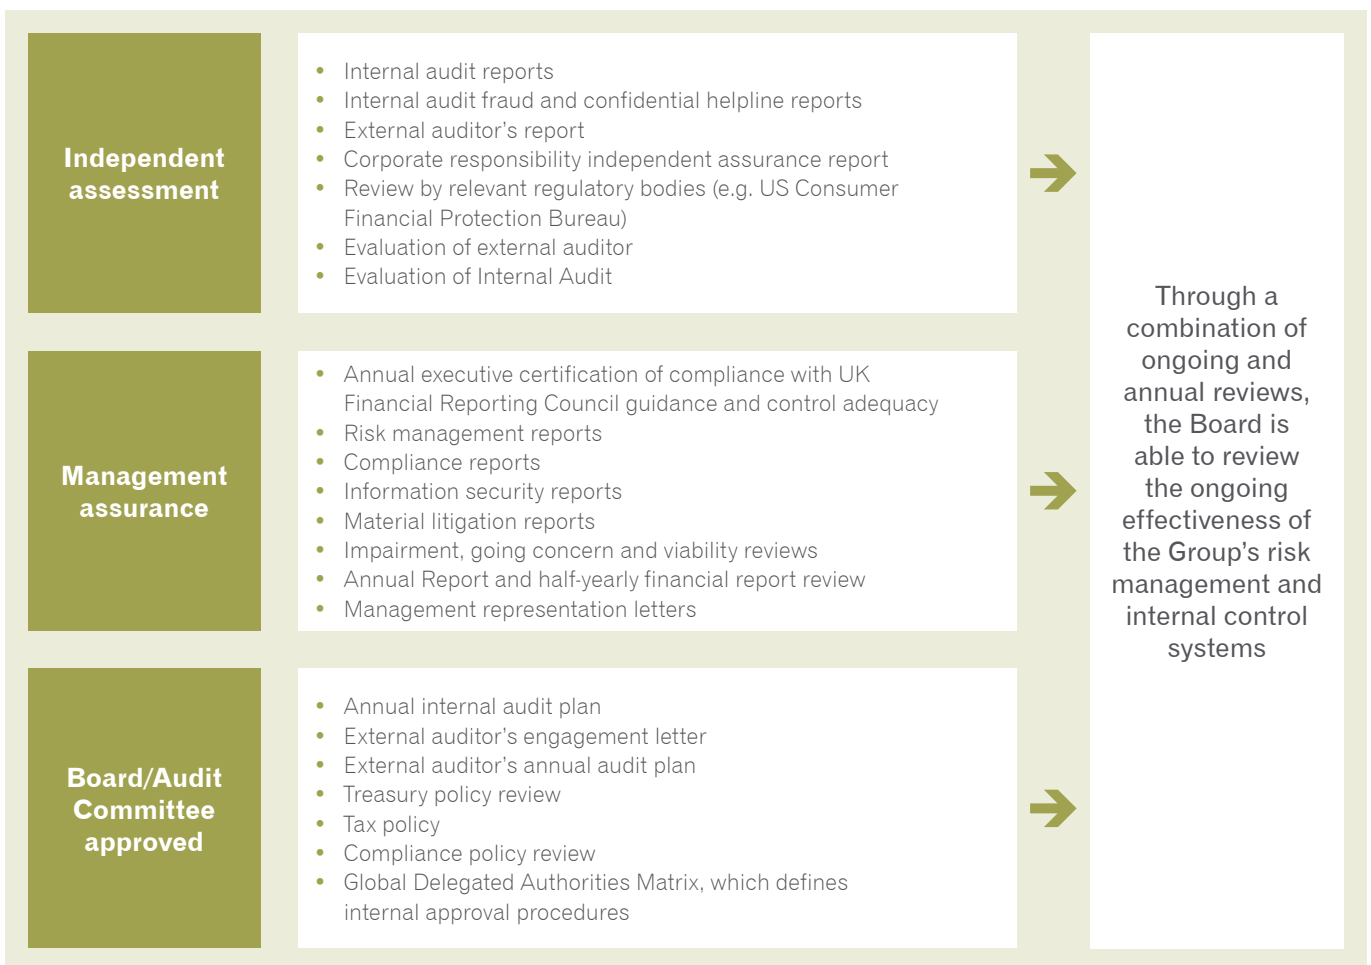 Independent
assessment
• Internal audit reports
• Internal audit fraud and confidential helpline reports
• External auditor’s report
• Corporate responsibility independent assurance report
• Review by relevant regulatory bodies (e.g. US Consumer
Financial Protection Bureau)
• Evaluation of external auditor
• Evaluation of Internal Audit
Management
assurance
• Annual executive certification of compliance with UK
Financial Reporting Council guidance and control adequacy
• Risk management reports
• Compliance reports
• Information security reports
• Material litigation reports
• Impairment, going concern and viability reviews
• Annual Report and half-yearly financial report review
• Management representation letters
Board/Audit
Committee
approved
• Annual internal audit plan
• External auditor’s engagement letter
• External auditor’s annual audit plan
• Treasury policy review
• Tax policy
• Compliance policy review
• Global Delegated Authorities Matrix, which defines
internal approval procedures
Through a
combination of
ongoing and
annual reviews,
the Board is
able to review
the ongoing
effectiveness of
the Group’s risk
management and
internal control
systems